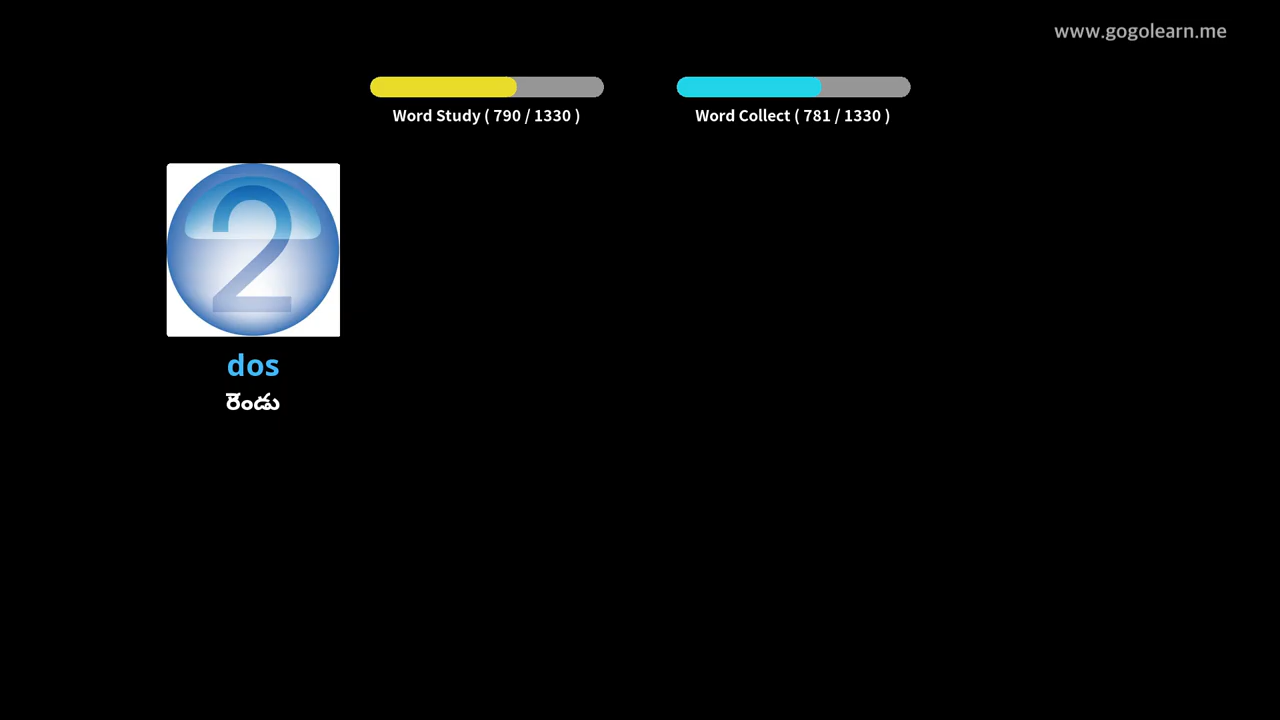 www.gogolearn.me
Word Study ( 790 / 1330 )
Word Collect ( 781 / 1330 )
2
dos
రెండు